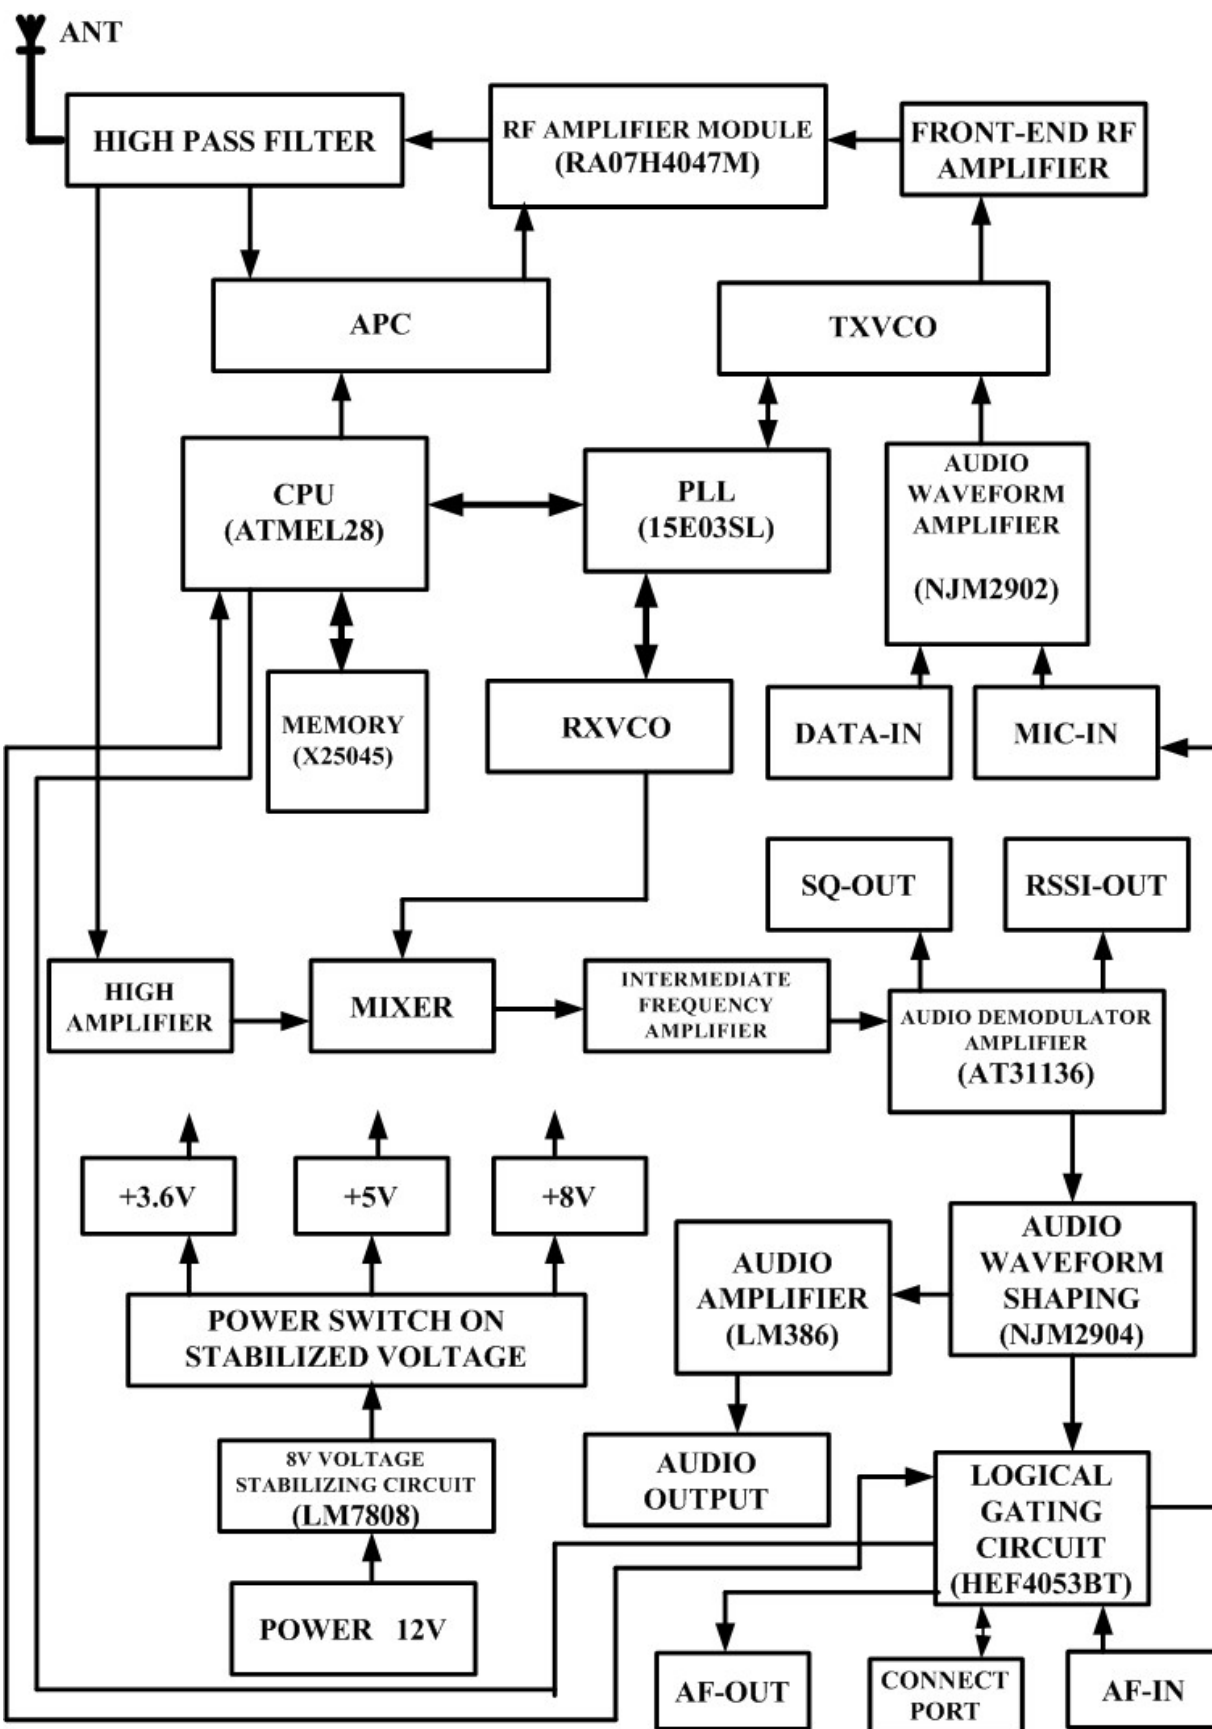 ANT
HIGH PASS FILTER
RF AMPLIFIER MODULE
(RA07H4047M)
FRONT-END RF
AMPLIFIER
APC
TXVCO
CPU
(ATMEL28)
PLL
(15E03SL)
AUDIO
WAVEFORM
AMPLIFIER
(NJM2902)
MEMORY
(X25045)
RXVCO
DATA-IN
MIC-IN
SQ-OUT
RSSI-OUT
HIGH
AMPLIFIER
MIXER
INTERMEDIATE
FREQUENCY
AMPLIFIER
AUDIO DEMODULATOR
AMPLIFIER
(AT31136)
+3.6V
+5V
+8V
AUDIO
AMPLIFIER
(LM386)
AUDIO
WAVEFORM
SHAPING
(NJM2904)
POWER SWITCH ON
STABILIZED VOLTAGE
8V VOLTAGE
STABILIZING CIRCUIT
(LM7808)
AUDIO
OUTPUT
LOGICAL
GATING
CIRCUIT
(HEF4053BT)
POWER 12V
AF-OUT
CONNECT
PORT
AF-IN